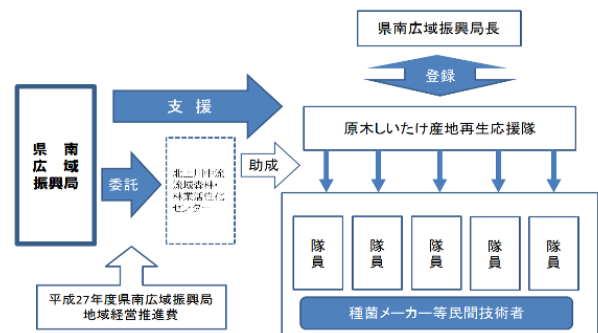 県南広域振興局長
登録
県南
広域
振興局
支援
原木しいたけ産地再生応援隊
委託
北上川中流
流域森林・
林業活性化
センター
助成
隊員
隊員
隊員
隊員
隊員
平成27年度県南広域振興局
地域経営推進費
種菌メーカー等民間技術者